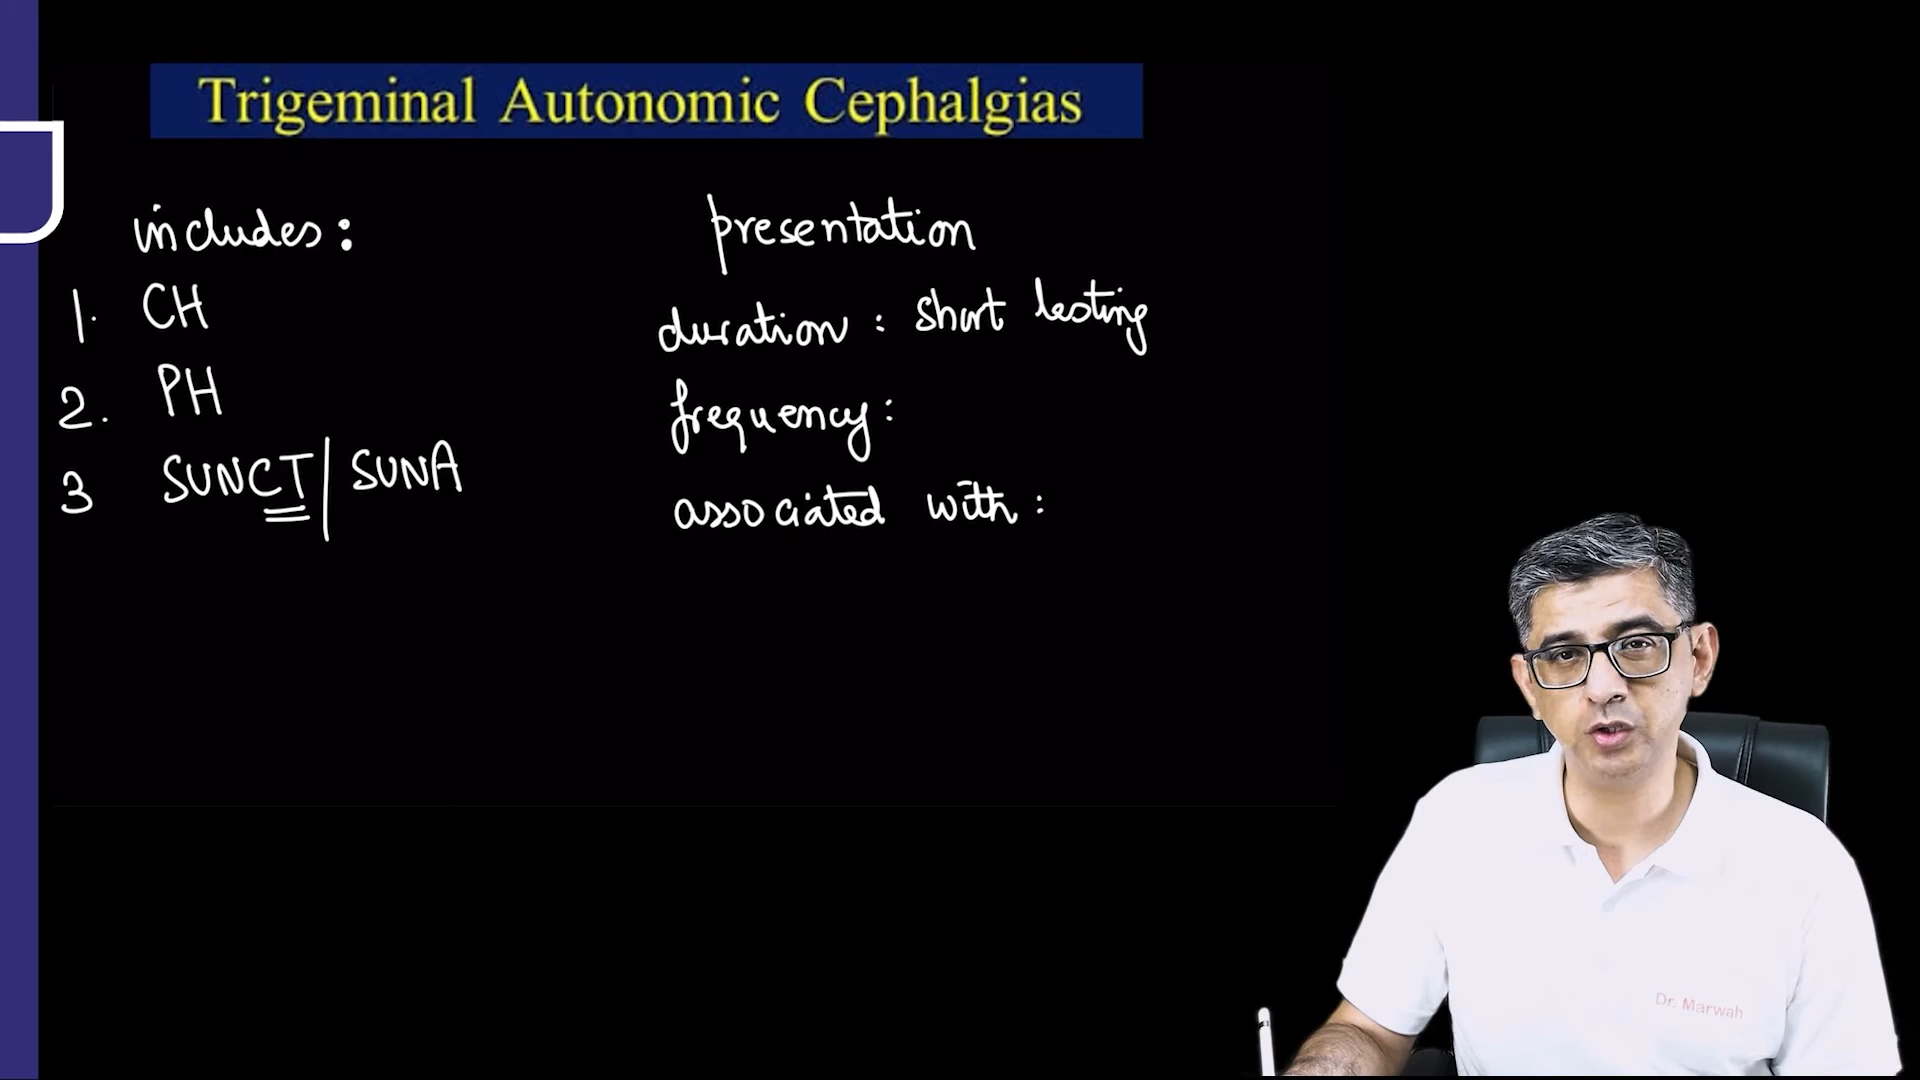 Trigeminal Autonomic Cephalgias
includes:
1. CH
2. PH
3 SUNCT | SUNA
presentation
duration: short lasting
frequency:
associated with:
Dr. Marwah